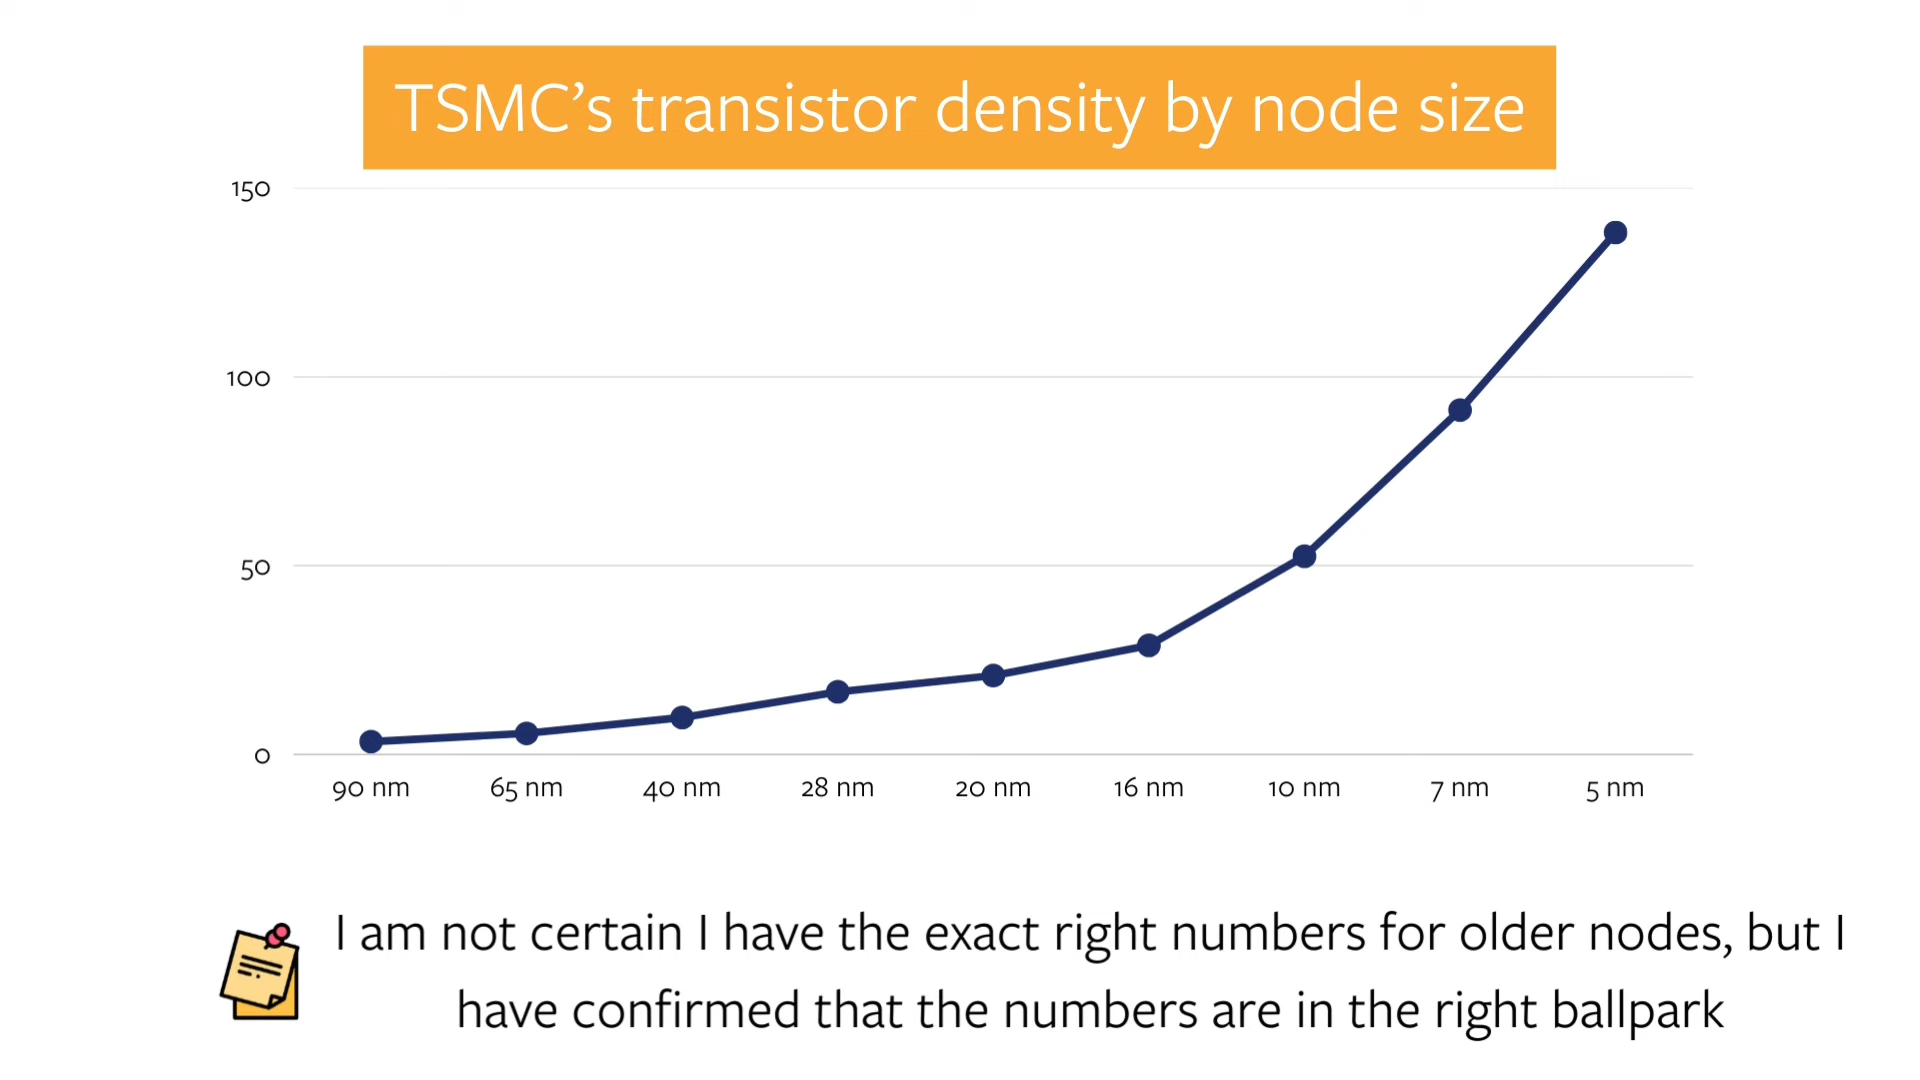 TSMC’s transistor density by node size
150
100
50
0
90 nm 65 nm 40 nm 28 nm 20 nm 16 nm 10 nm 7 nm 5 nm
I am not certain I have the exact right numbers for older nodes, but I
have confirmed that the numbers are in the right ballpark